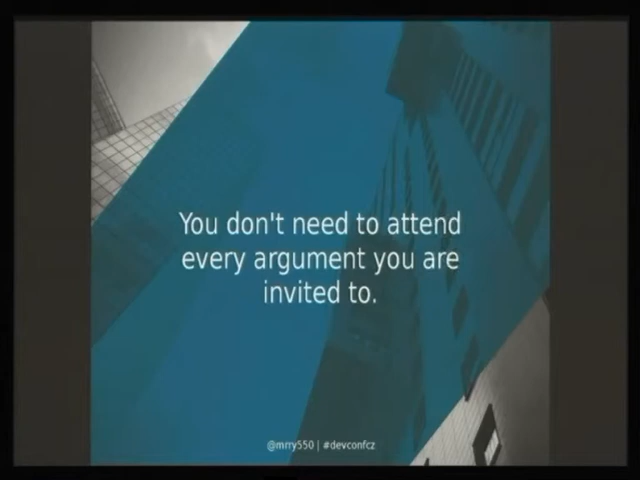 You don't need to attend
every argument you are
invited to.
@mrry550 | #devconfcz